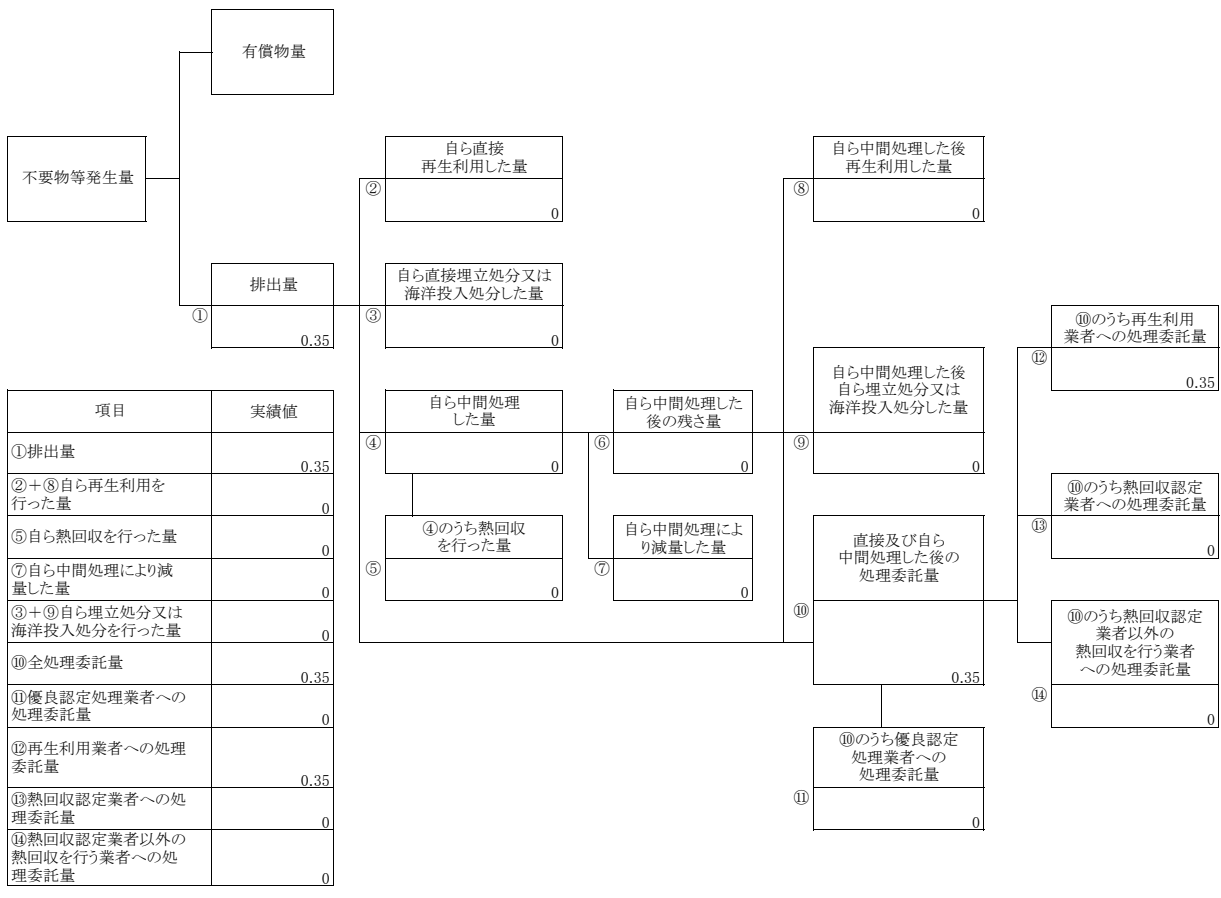 有償物量
不要物等発生量
排出量
①
0.35
自ら直接
再生利用した量
②
0
自ら直接埋立処分又は
海洋投入処分した量
③
0
自ら中間処理
した量
④
0
④のうち熱回収
を行った量
⑤
0
自ら中間処理した
後の残さ量
⑥
0
自ら中間処理によ
り減量した量
⑦
0
自ら中間処理した後
再生利用した量
⑧
0
自ら中間処理した後
自ら埋立処分又は
海洋投入処分した量
⑨
0
直接及び自ら
中間処理した後の
処理委託量
⑩
0.35
⑩のうち優良認定
処理業者への
処理委託量
⑪
0
⑩のうち再生利用
業者への処理委託量
⑫
0.35
⑩のうち熱回収認定
業者への処理委託量
⑬
0
⑩のうち熱回収認定
業者以外の
熱回収を行う業者
への処理委託量
⑭
0
項目 実績値
①排出量
0.35
②＋⑧自ら再生利用を
行った量
0
⑤自ら熱回収を行った量
0
⑦自ら中間処理により減
量した量
0
③＋⑨自ら埋立処分又は
海洋投入処分を行った量
0
⑩全処理委託量
0.35
⑪優良認定処理業者への
処理委託量
0
⑫再生利用業者への処理
委託量
0.35
⑬熱回収認定業者への処
理委託量
0
⑭熱回収認定業者以外の
熱回収を行う業者への処
理委託量
0